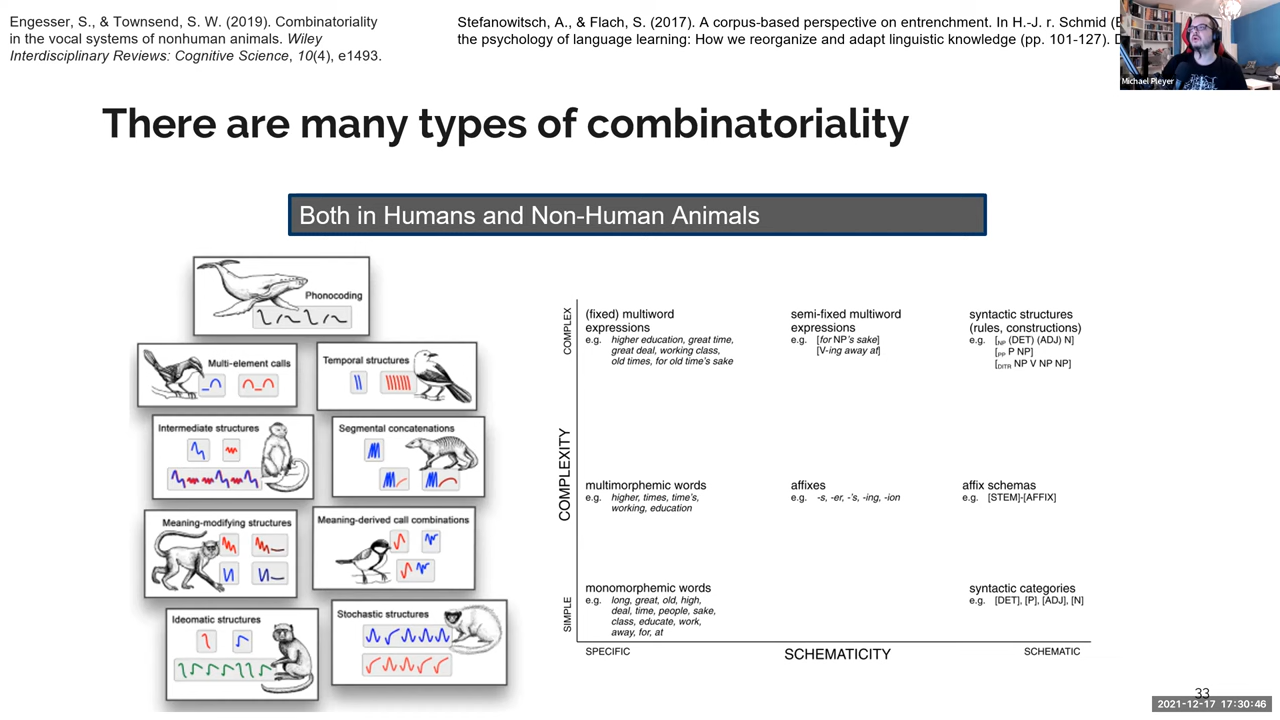 Engesser, S., & Townsend, S. W. (2019). Combinatoriality
in the vocal systems of nonhuman animals. Wiley
Interdisciplinary Reviews: Cognitive Science, 10(4), e1493.
Stefanowitsch, A., & Flach, S. (2017). A corpus-based perspective on entrenchment. In H.-J. r. Schmid (
the psychology of language learning: How we reorganize and adapt linguistic knowledge (pp. 101-127).
Michael Pleyer
There are many types of combinatoriality
Both in Humans and Non-Human Animals
Phonocoding
Multi-element calls
Temporal structures
Intermediate structures
Segmental concatenations
Meaning-modifying structures
Meaning-derived call combinations
Ideomatic structures
Stochastic structures
COMPLEX
COMPLEXITY
SIMPLE
(fixed) multiword
expressions
e.g. higher education, great time,
great deal, working class,
old times, for old time's sake
semi-fixed multiword
expressions
e.g. [for NP's sake]
[V-ing away at]
syntactic structures
(rules, constructions)
e.g. [NP (DET) (ADJ) N]
[PP P NP]
[DITR NP V NP NP]
multimorphemic words
e.g. higher, times, time's,
working, education
affixes
e.g. -s, -er, -'s, -ing, -ion
affix schemas
e.g. [STEM]-[AFFIX]
monomorphemic words
e.g. long, great, old, high,
deal, time, people, sake,
class, educate, work,
away, for, at
syntactic categories
e.g. [DET], [P], [ADJ], [N]
SPECIFIC
SCHEMATICITY
SCHEMATIC
33
2021-12-17 17:30:46